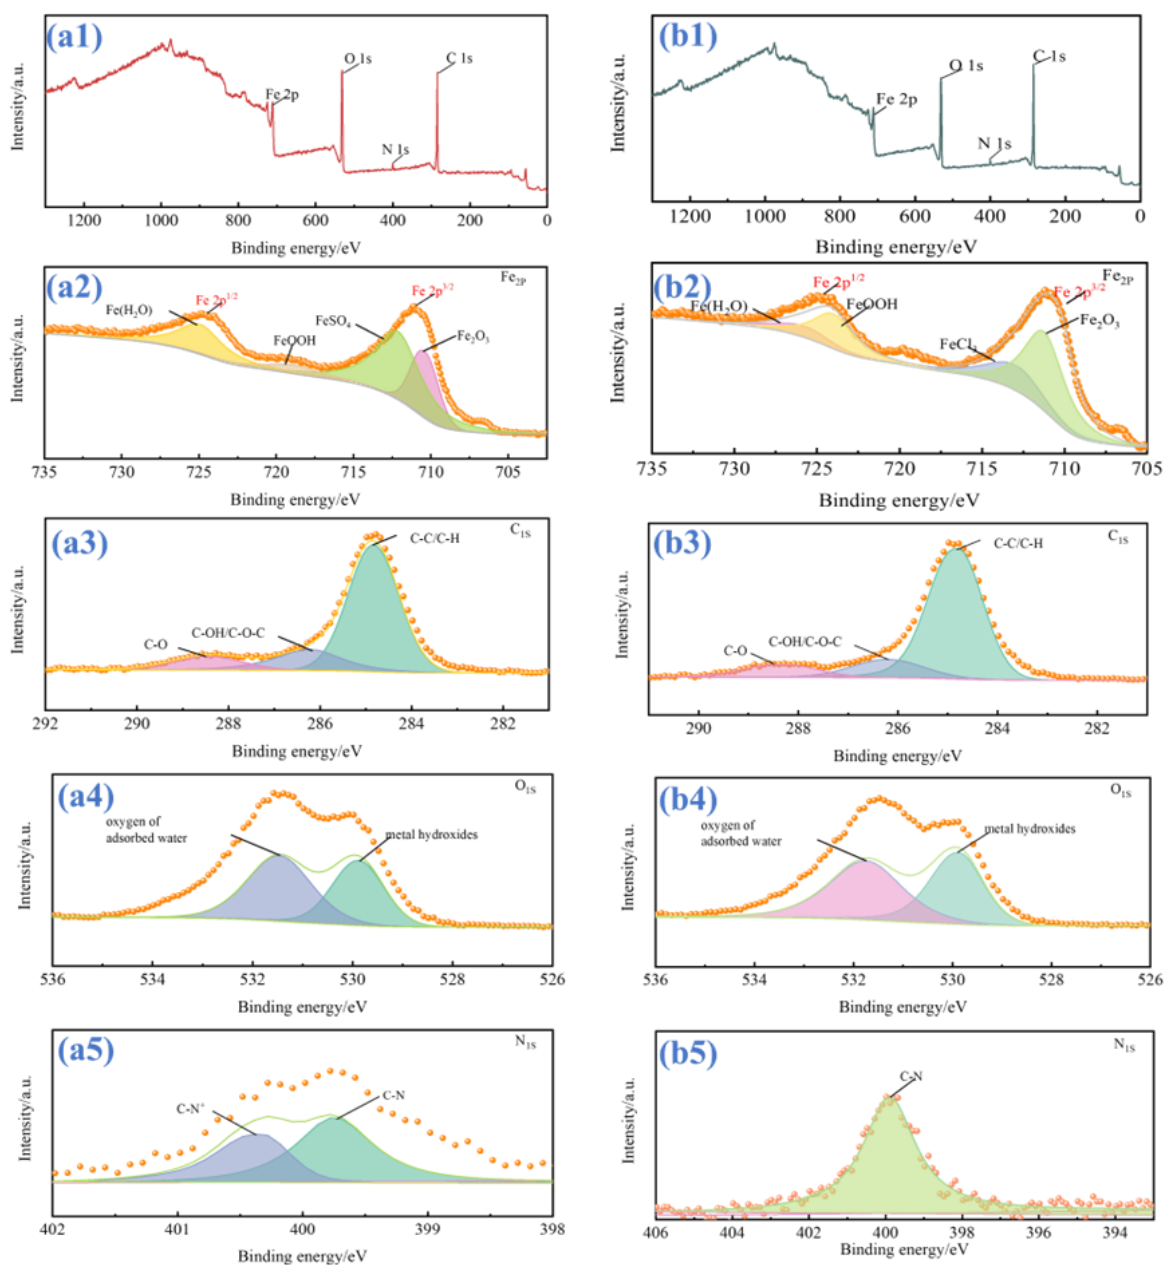 (a1)
O 1s
C 1s
Fe 2p
N 1s
Intensity/a.u.
1200 1000 800 600 400 200 0
Binding energy/eV
(b1)
O 1s
C 1s
Fe 2p
N 1s
Intensity/a.u.
1200 1000 800 600 400 200 0
Binding energy/eV
(a2)
Fe2P
Fe(H2O)
Fe 2p1/2
FeOOH
FeSO4
Fe 2p3/2
Fe2O3
Intensity/a.u.
735 730 725 720 715 710 705
Binding energy/eV
(b2)
Fe2P
Fe 2p1/2
Fe(H2O)
FeOOH
Fe 2p3/2
Fe2O3
Intensity/a.u.
735 730 725 720 715 710 705
Binding energy/eV
(a3)
C1S
C-C/C-H
C-OH/C-O-C
C-O
Intensity/a.u.
292 290 288 286 284 282
Binding energy/eV
(b3)
C1S
C-C/C-H
C-OH/C-O-C
C-O
Intensity/a.u.
290 288 286 284 282
Binding energy/eV
(a4)
O1S
oxygen of
adsorbed water
metal hydroxides
Intensity/a.u.
536 534 532 530 528 526
Binding energy/eV
(b4)
O1S
oxygen of
adsorbed water
metal hydroxides
Intensity/a.u.
536 534 532 530 528 526
Binding energy/eV
(a5)
N1S
C-N+
C-N
Intensity/a.u.
402 401 400 399 398
Binding energy/eV
(b5)
N1S
C-N
Intensity/a.u.
406 404 402 400 398 396 394
Binding energy/eV